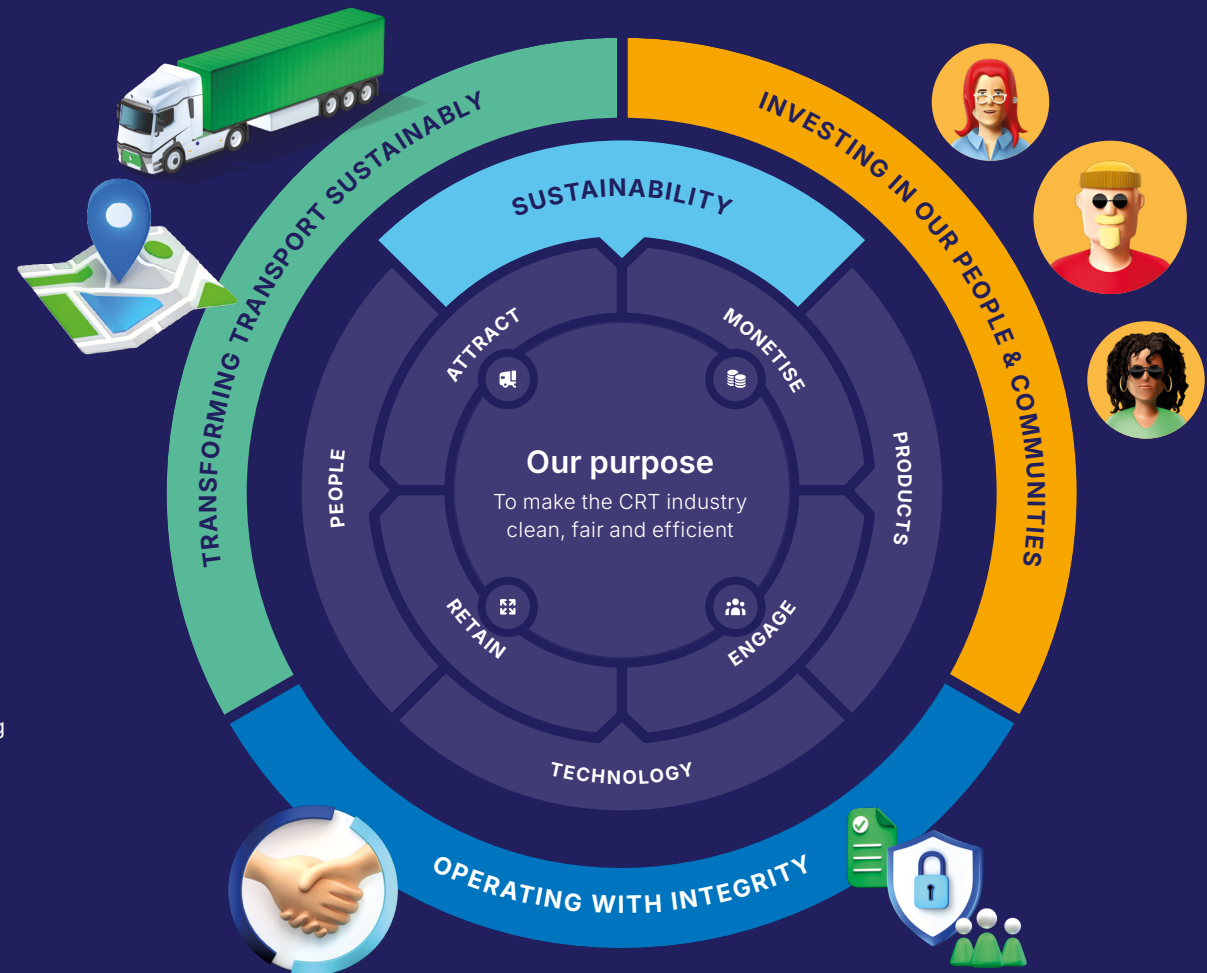 TRANSFORMING TRANSPORT SUSTAINABLY
INVESTING IN OUR PEOPLE & COMMUNITIES
SUSTAINABILITY
ATTRACT
MONETISE
PEOPLE
PRODUCTS
Our purpose
To make the CRT industry
clean, fair and efficient
RETAIN
ENGAGE
TECHNOLOGY
OPERATING WITH INTEGRITY